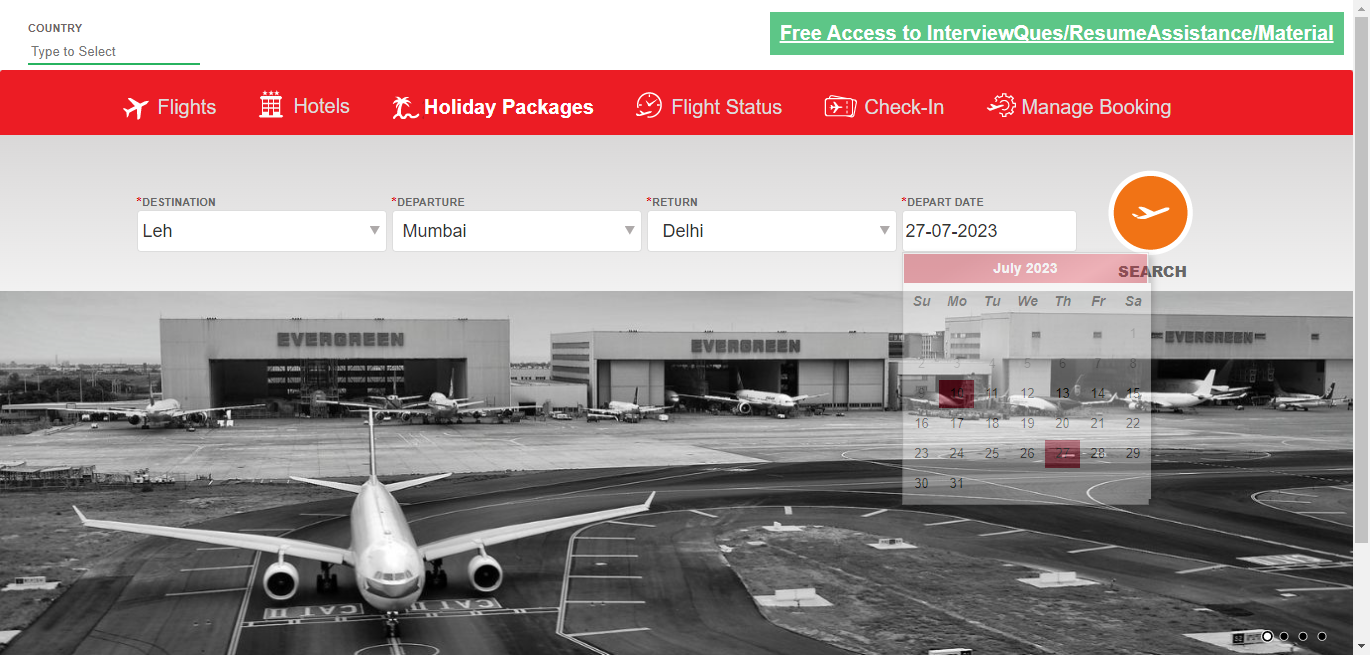 COUNTRY
Type to Select
Free Access to InterviewQues/ResumeAssistance/Material
Flights Hotels Holiday Packages Flight Status Check-In Manage Booking
*DESTINATION *DEPARTURE *RETURN *DEPART DATE
Leh Mumbai Delhi 27-07-2023
SEARCH
July 2023
Su Mo Tu We Th Fr Sa
1
2 3 4 5 6 7 8
10 11 12 13 14 15
16 17 18 19 20 21 22
23 24 25 26 27 28 29
30 31
EVERGREEN EVERGREEN EVERGREEN
CAT II CAT II CAT